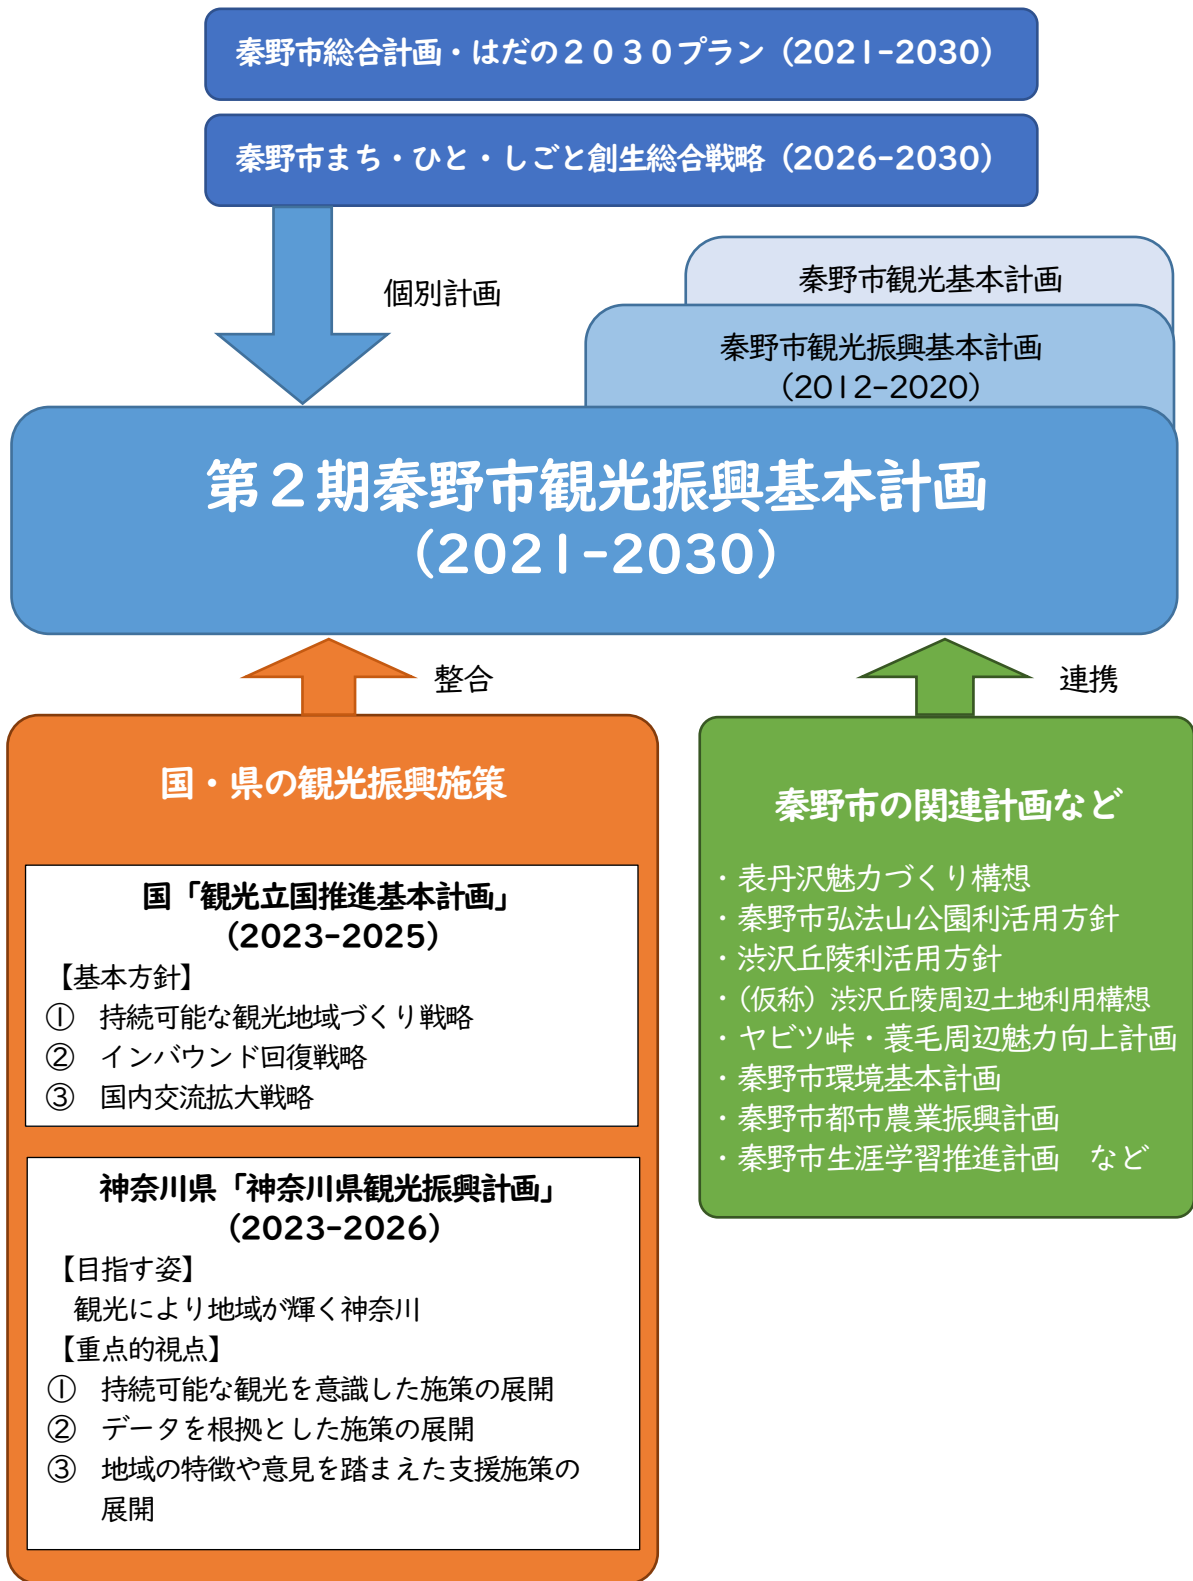 秦野市総合計画・はだの２０３０プラン（2021-2030）
秦野市まち・ひと・しごと創生総合戦略（2026-2030）
個別計画
秦野市観光基本計画
秦野市観光振興基本計画
（2012-2020）
第２期秦野市観光振興基本計画
（2021-2030）
整合
連携
国・県の観光振興施策
国「観光立国推進基本計画」
（2023-2025）
【基本方針】
①　持続可能な観光地域づくり戦略
②　インバウンド回復戦略
③　国内交流拡大戦略
神奈川県「神奈川県観光振興計画」
（2023-2026）
【目指す姿】
観光により地域が輝く神奈川
【重点的視点】
①　持続可能な観光を意識した施策の展開
②　データを根拠とした施策の展開
③　地域の特徴や意見を踏まえた支援施策の
展開
秦野市の関連計画など
・表丹沢魅力づくり構想
・秦野市弘法山公園利活用方針
・渋沢丘陵利活用方針
・（仮称）渋沢丘陵周辺土地利用構想
・ヤビツ峠・蓑毛周辺魅力向上計画
・秦野市環境基本計画
・秦野市都市農業振興計画
・秦野市生涯学習推進計画　など